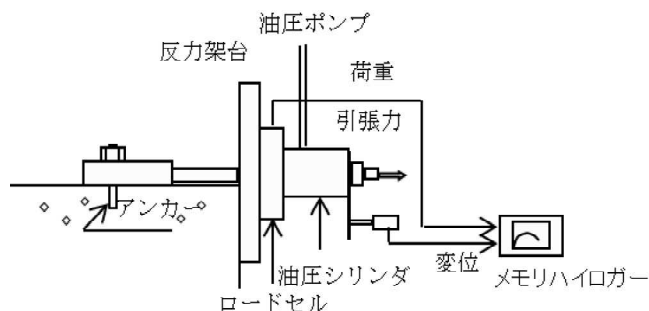 油圧ポンプ
反力架台
荷重
引張力
アンカー
変位
油圧シリンダ
メモリハイロガー
ロードセル